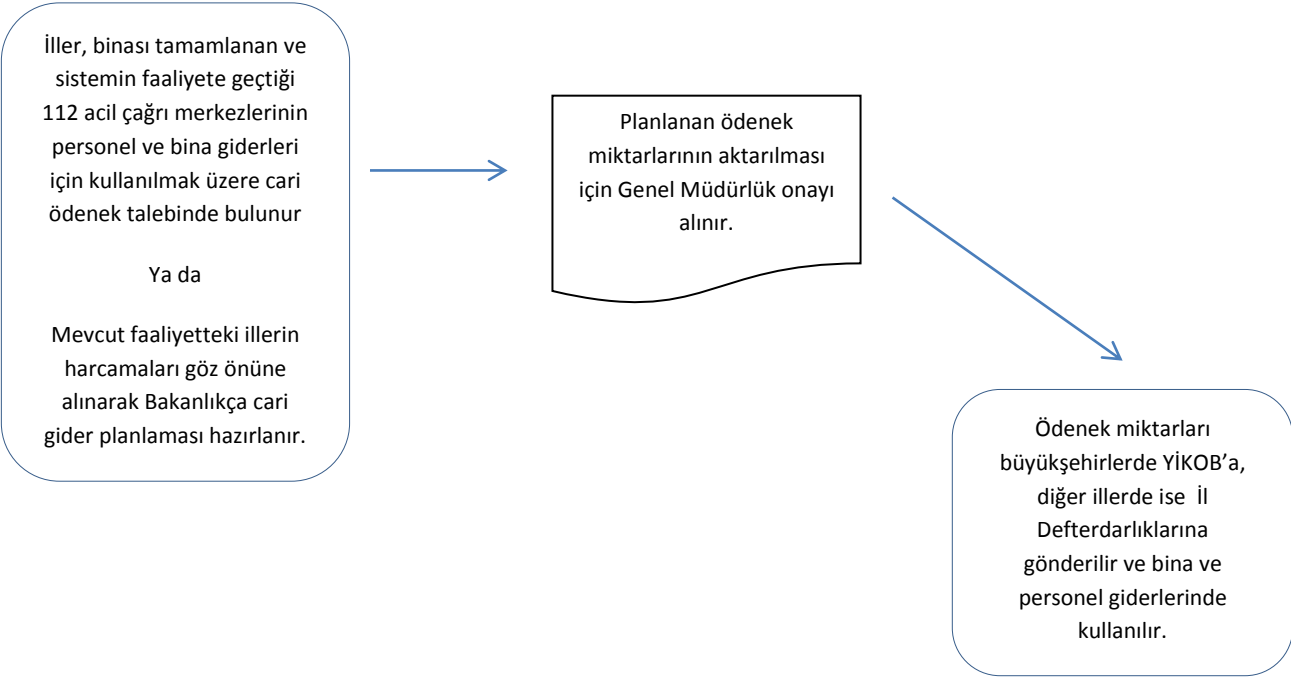 İller, binası tamamlanan ve
sistemin faaliyete geçtiği
112 acil çağrı merkezlerinin
personel ve bina giderleri
için kullanılmak üzere cari
ödenek talebinde bulunur
Ya da
Mevcut faaliyetteki illerin
harcamaları göz önüne
alınarak Bakanlıkça cari
gider planlaması hazırlanır.
Planlanan ödenek
miktarlarının aktarılması
için Genel Müdürlük onayı
alınır.
Ödenek miktarları
büyükşehirlerde YİKOB’a,
diğer illerde ise İl
Defterdarlıklarına
gönderilir ve bina ve
personel giderlerinde
kullanılır.